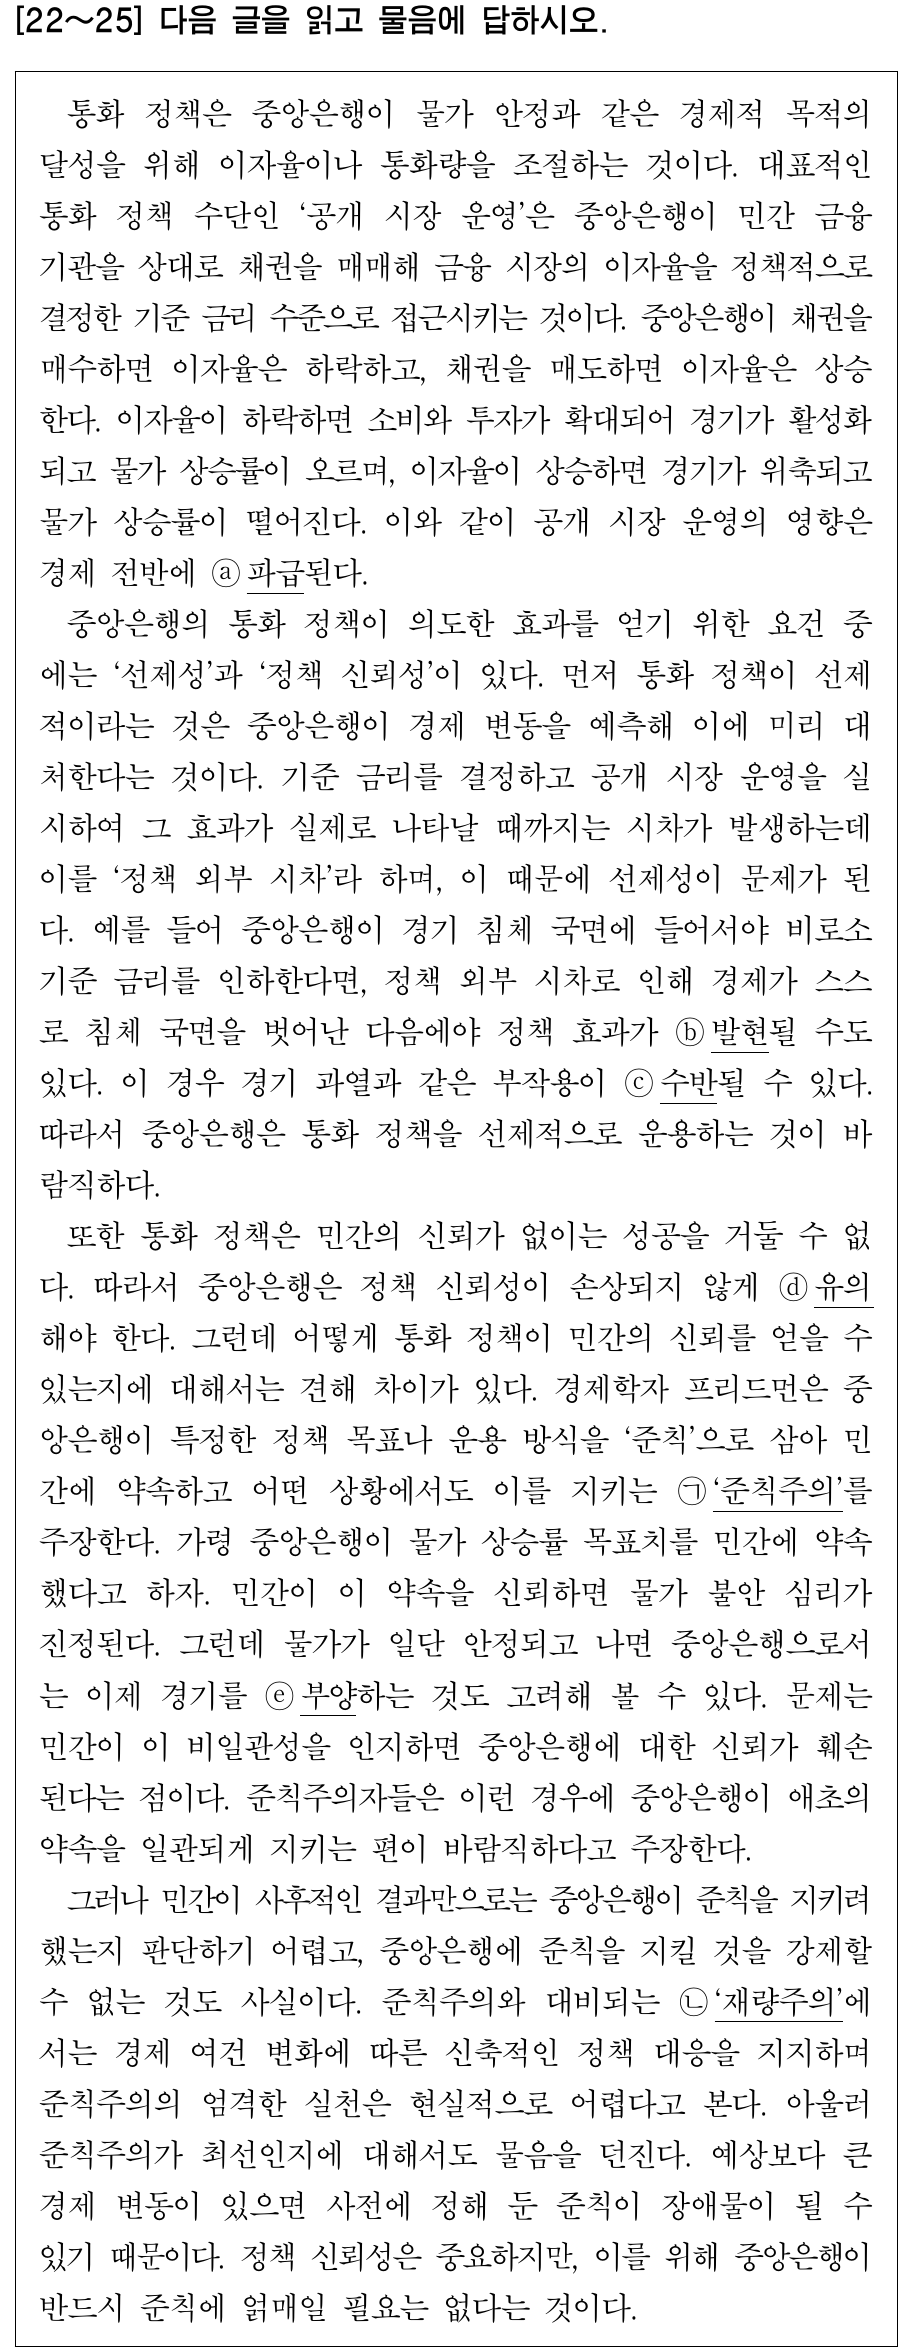 [22～25] 다음 글을 읽고 물음에 답하시오.
통화 정책은 중앙은행이 물가 안정과 같은 경제적 목적의
달성을 위해 이자율이나 통화량을 조절하는 것이다. 대표적인
통화 정책 수단인 ‘공개 시장 운영’은 중앙은행이 민간 금융
기관을 상대로 채권을 매매해 금융 시장의 이자율을 정책적으로
결정한 기준 금리 수준으로 접근시키는 것이다. 중앙은행이 채권을
매수하면 이자율은 하락하고, 채권을 매도하면 이자율은 상승
한다. 이자율이 하락하면 소비와 투자가 확대되어 경기가 활성화
되고 물가 상승률이 오르며, 이자율이 상승하면 경기가 위축되고
물가 상승률이 떨어진다. 이와 같이 공개 시장 운영의 영향은
경제 전반에 ⓐ파급된다.
중앙은행의 통화 정책이 의도한 효과를 얻기 위한 요건 중
에는 ‘선제성’과 ‘정책 신뢰성’이 있다. 먼저 통화 정책이 선제
적이라는 것은 중앙은행이 경제 변동을 예측해 이에 미리 대
처한다는 것이다. 기준 금리를 결정하고 공개 시장 운영을 실
시하여 그 효과가 실제로 나타날 때까지는 시차가 발생하는데
이를 ‘정책 외부 시차’라 하며, 이 때문에 선제성이 문제가 된
다. 예를 들어 중앙은행이 경기 침체 국면에 들어서야 비로소
기준 금리를 인하한다면, 정책 외부 시차로 인해 경제가 스스
로 침체 국면을 벗어난 다음에야 정책 효과가 ⓑ발현될 수도
있다. 이 경우 경기 과열과 같은 부작용이 ⓒ수반될 수 있다.
따라서 중앙은행은 통화 정책을 선제적으로 운용하는 것이 바
람직하다.
또한 통화 정책은 민간의 신뢰가 없이는 성공을 거둘 수 없
다. 따라서 중앙은행은 정책 신뢰성이 손상되지 않게 ⓓ유의
해야 한다. 그런데 어떻게 통화 정책이 민간의 신뢰를 얻을 수
있는지에 대해서는 견해 차이가 있다. 경제학자 프리드먼은 중
앙은행이 특정한 정책 목표나 운용 방식을 ‘준칙’으로 삼아 민
간에 약속하고 어떤 상황에서도 이를 지키는 ㉠‘준칙주의’를
주장한다. 가령 중앙은행이 물가 상승률 목표치를 민간에 약속
했다고 하자. 민간이 이 약속을 신뢰하면 물가 불안 심리가
진정된다. 그런데 물가가 일단 안정되고 나면 중앙은행으로서
는 이제 경기를 ⓔ부양하는 것도 고려해 볼 수 있다. 문제는
민간이 이 비일관성을 인지하면 중앙은행에 대한 신뢰가 훼손
된다는 점이다. 준칙주의자들은 이런 경우에 중앙은행이 애초의
약속을 일관되게 지키는 편이 바람직하다고 주장한다.
그러나 민간이 사후적인 결과만으로는 중앙은행이 준칙을 지키려
했는지 판단하기 어렵고, 중앙은행에 준칙을 지킬 것을 강제할
수 없는 것도 사실이다. 준칙주의와 대비되는 ㉡‘재량주의’에
서는 경제 여건 변화에 따른 신축적인 정책 대응을 지지하며
준칙주의의 엄격한 실천은 현실적으로 어렵다고 본다. 아울러
준칙주의가 최선인지에 대해서도 물음을 던진다. 예상보다 큰
경제 변동이 있으면 사전에 정해 둔 준칙이 장애물이 될 수
있기 때문이다. 정책 신뢰성은 중요하지만, 이를 위해 중앙은행이
반드시 준칙에 얽매일 필요는 없다는 것이다.